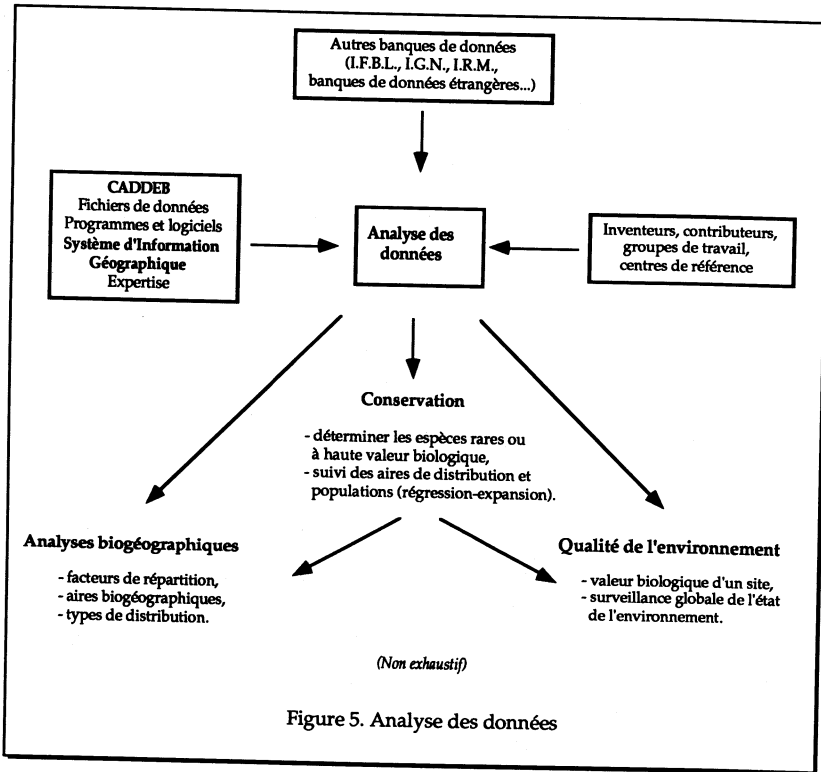 Autres banques de données
(I.F.B.L., I.G.N., I.R.M.,
banques de données étrangères...)
CADDEB
Fichiers de données
Programmes et logiciels
Système d'Information
Géographique
Expertise
Analyse des
données
Inventeurs, contributeurs,
groupes de travail,
centres de référence
Conservation
- déterminer les espèces rares ou
à haute valeur biologique,
- suivi des aires de distribution et
populations (régression-expansion).
Analyses biogéographiques
- facteurs de répartition,
- aires biogéographiques,
- types de distribution.
Qualité de l'environnement
- valeur biologique d'un site,
- surveillance globale de l'état
de l'environnement.
(Non exhaustif)
Figure 5. Analyse des données